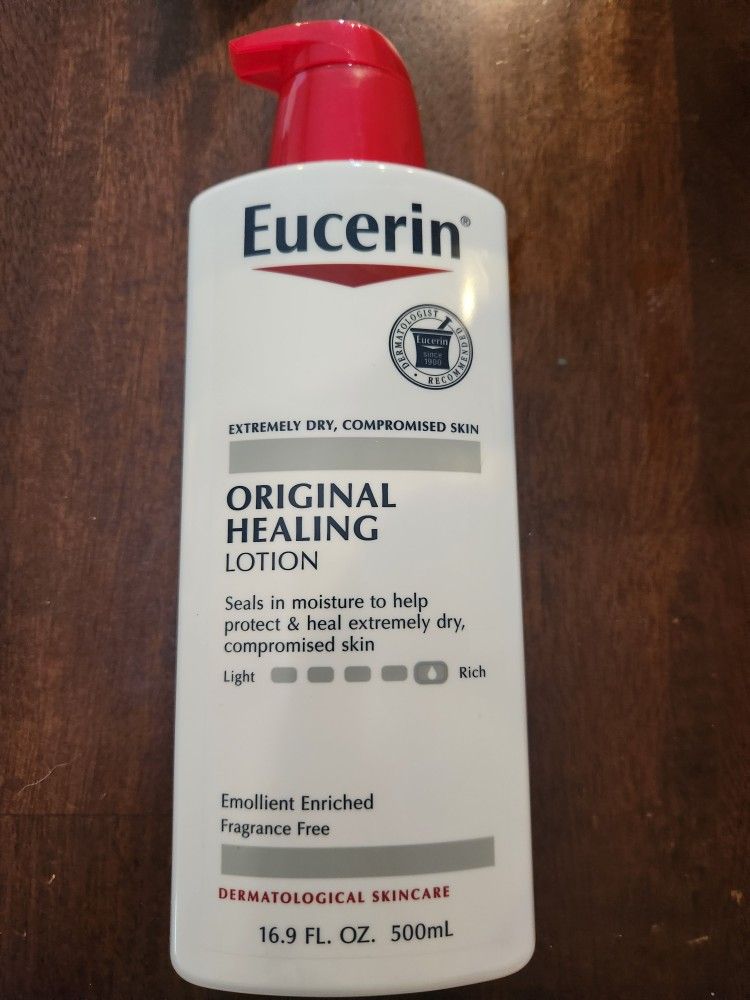 Eucerin®
DERMATOLOGIST RECOMMENDED
Eucerin
since
1900
EXTREMELY DRY, COMPROMISED SKIN
ORIGINAL
HEALING
LOTION
Seals in moisture to help
protect & heal extremely dry,
compromised skin
Light Rich
Emollient Enriched
Fragrance Free
DERMATOLOGICAL SKINCARE
16.9 FL. OZ. 500mL